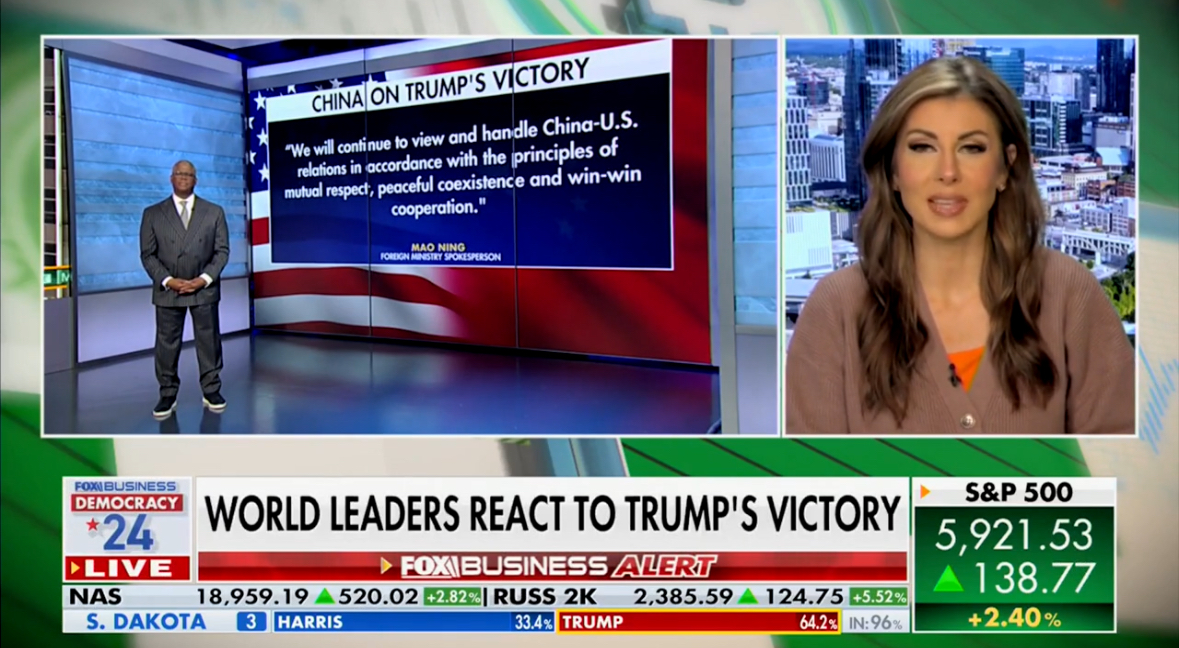 CHINA ON TRUMP'S VICTORY
"We will continue to view and handle China-U.S.
relations in accordance with the principles of
mutual respect, peaceful coexistence and win-win
cooperation."
MAO NING
FOREIGN MINISTRY SPOKESPERSON
FOX BUSINESS
DEMOCRACY
24
LIVE
WORLD LEADERS REACT TO TRUMP'S VICTORY
FOX BUSINESS ALERT
S&P 500
5,921.53
138.77
+2.40%
NAS 18,959.19 520.02 +2.82% RUSS 2K 2,385.59 124.75 +5.52%
S. DAKOTA 3 HARRIS 33.4% TRUMP 64.2% IN:96%